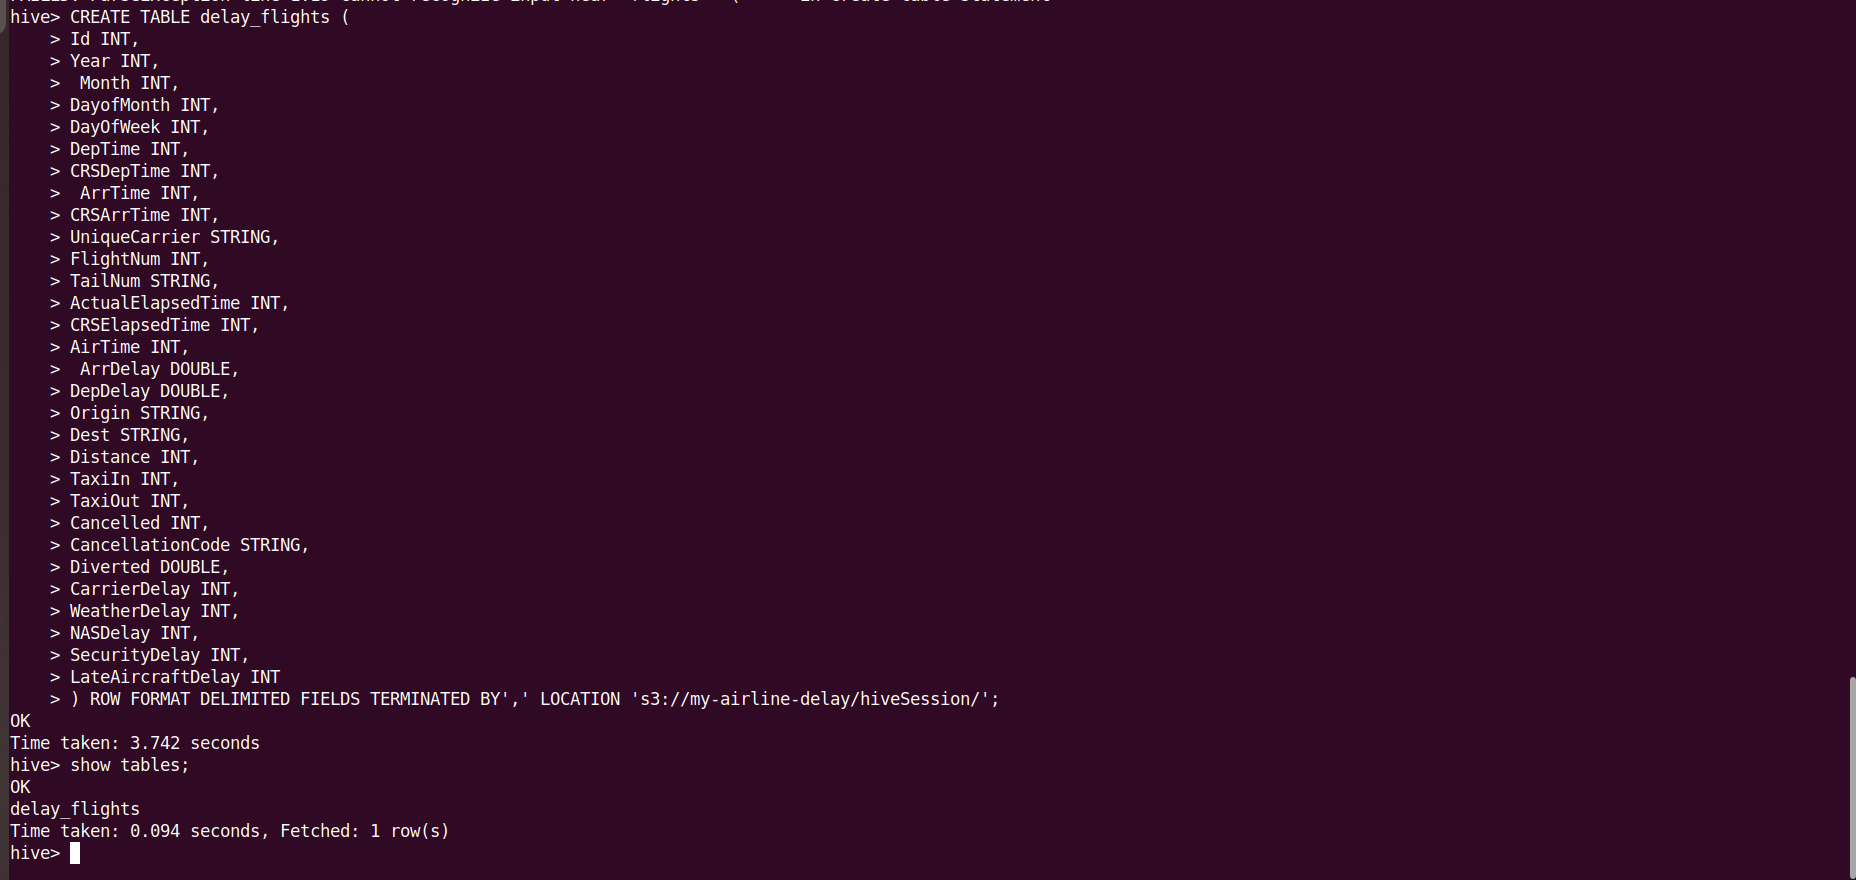 hive> CREATE TABLE delay_flights (
    > Id INT,
    > Year INT,
    >  Month INT,
    > DayofMonth INT,
    > DayOfWeek INT,
    > DepTime INT,
    > CRSDepTime INT,
    >  ArrTime INT,
    > CRSArrTime INT,
    > UniqueCarrier STRING,
    > FlightNum INT,
    > TailNum STRING,
    > ActualElapsedTime INT,
    > CRSElapsedTime INT,
    > AirTime INT,
    >  ArrDelay DOUBLE,
    > DepDelay DOUBLE,
    > Origin STRING,
    > Dest STRING,
    > Distance INT,
    > TaxiIn INT,
    > TaxiOut INT,
    > Cancelled INT,
    > CancellationCode STRING,
    > Diverted DOUBLE,
    > CarrierDelay INT,
    > WeatherDelay INT,
    > NASDelay INT,
    > SecurityDelay INT,
    > LateAircraftDelay INT
    > ) ROW FORMAT DELIMITED FIELDS TERMINATED BY',' LOCATION 's3://my-airline-delay/hiveSession/';
OK
Time taken: 3.742 seconds
hive> show tables;
OK
delay_flights
Time taken: 0.094 seconds, Fetched: 1 row(s)
hive>